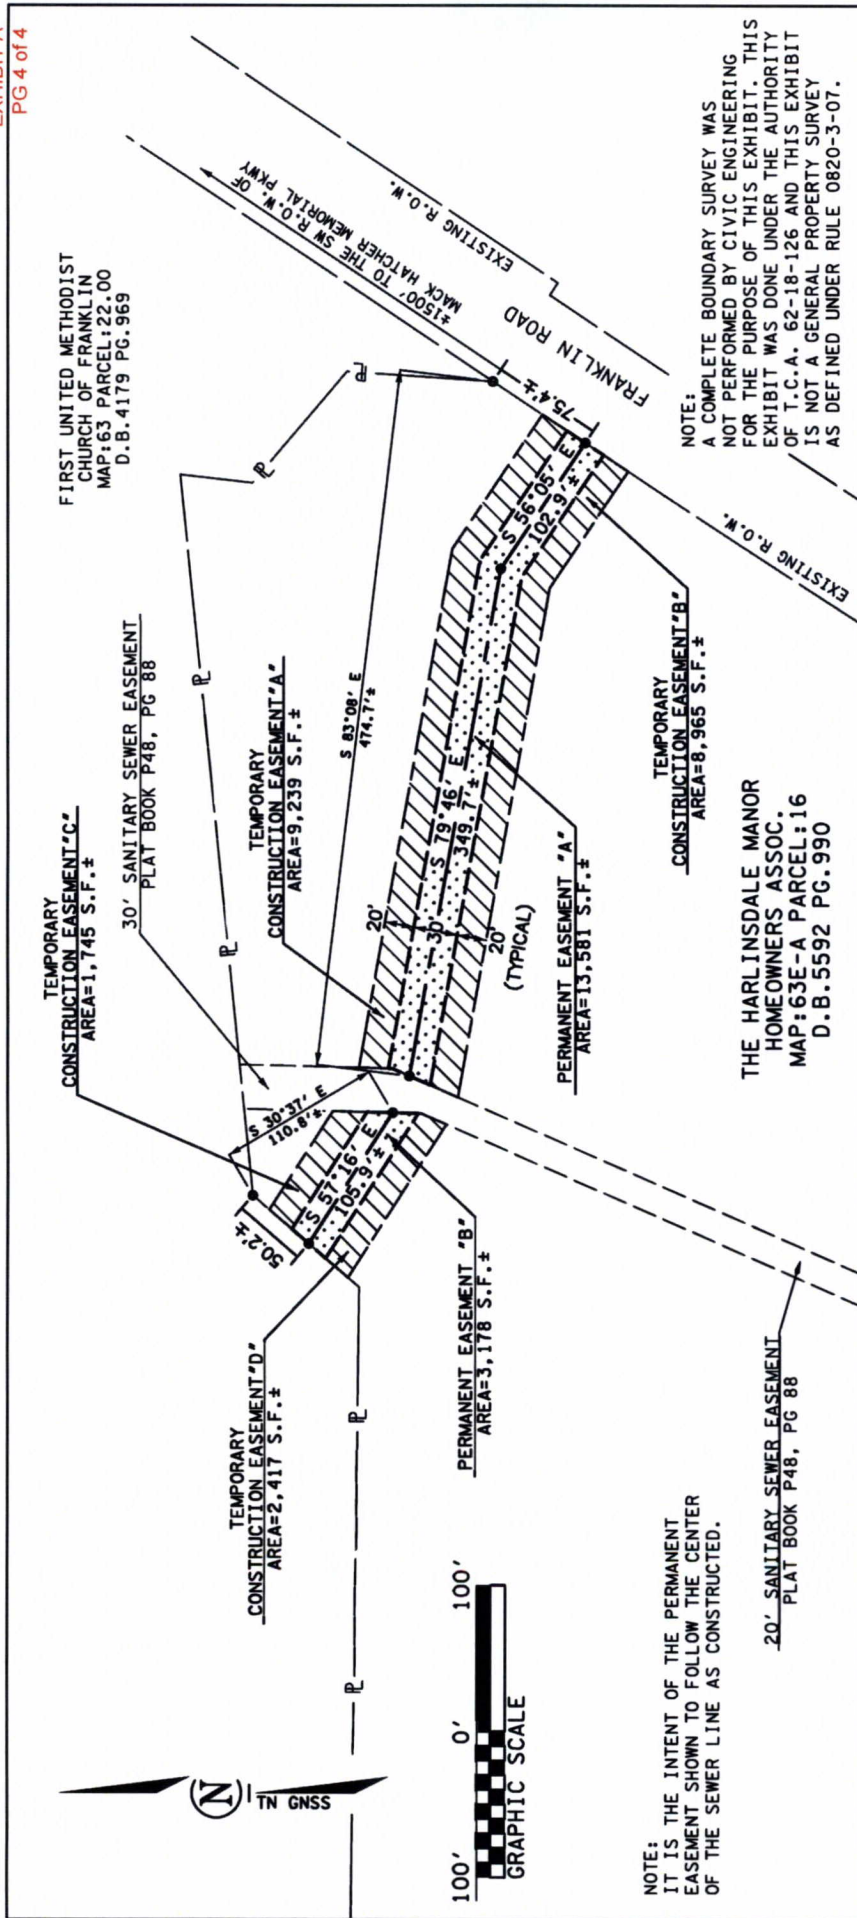 PG 4 of 4
FIRST UNITED METHODIST
CHURCH OF FRANKLIN
MAP:63 PARCEL:22.00
D.B.4179 PG.969
±1500' TO THE SW R.O.W. OF
MACK HATCHER MEMORIAL PKWY
EXISTING R.O.W.
FRANKLIN ROAD
75.4'±
EXISTING R.O.W.
TEMPORARY
CONSTRUCTION EASEMENT"C"
AREA=1,745 S.F.±
30' SANITARY SEWER EASEMENT
PLAT BOOK P48, PG 88
TEMPORARY
CONSTRUCTION EASEMENT"A"
AREA=9,239 S.F.±
S 83°08' E
474.7'±
S 30°37' E
110.8'±
50.2'±
S 57°16' E
105.9'±
20'
30'
20'
(TYPICAL)
S 79°46' E
349.7'±
S 56°05' E
102.9'±
TEMPORARY
CONSTRUCTION EASEMENT"D"
AREA=2,417 S.F.±
PERMANENT EASEMENT "B"
AREA=3,178 S.F.±
PERMANENT EASEMENT "A"
AREA=13,581 S.F.±
TEMPORARY
CONSTRUCTION EASEMENT"B"
AREA=8,965 S.F.±
PL
PL
PL
PL
PL
PL
N
TN GNSS
100' 0' 100'
GRAPHIC SCALE
NOTE:
IT IS THE INTENT OF THE PERMANENT
EASEMENT SHOWN TO FOLLOW THE CENTER
OF THE SEWER LINE AS CONSTRUCTED.
20' SANITARY SEWER EASEMENT
PLAT BOOK P48, PG 88
THE HARLINSDALE MANOR
HOMEOWNERS ASSOC.
MAP:63E-A PARCEL:16
D.B.5592 PG.990
NOTE:
A COMPLETE BOUNDARY SURVEY WAS
NOT PERFORMED BY CIVIC ENGINEERING
FOR THE PURPOSE OF THIS EXHIBIT. THIS
EXHIBIT WAS DONE UNDER THE AUTHORITY
OF T.C.A. 62-18-126 AND THIS EXHIBIT
IS NOT A GENERAL PROPERTY SURVEY
AS DEFINED UNDER RULE 0820-3-07.